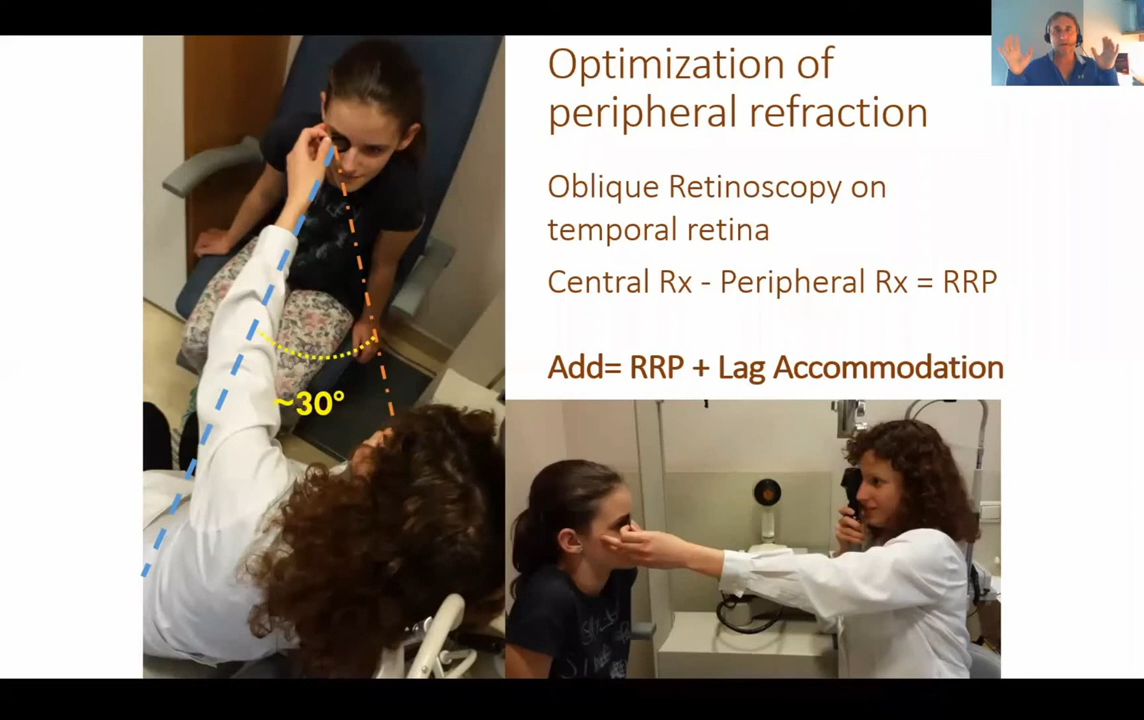 Optimization of
peripheral refraction
Oblique Retinoscopy on
temporal retina
Central Rx - Peripheral Rx = RRP
Add= RRP + Lag Accommodation
~30°